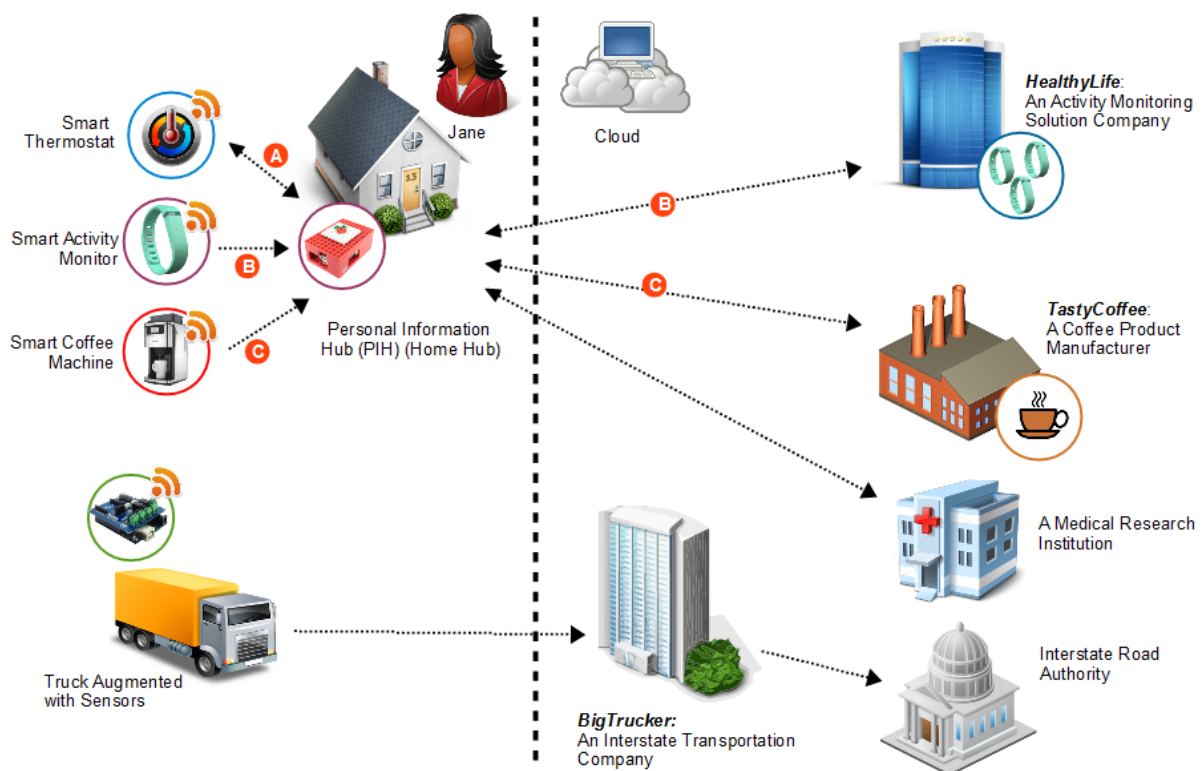 Jane
Cloud
HealthyLife:
An Activity Monitoring
Solution Company
Smart
Thermostat
A
13
B
Smart Activity
Monitor
B
C
TastyCoffee:
A Coffee Product
Manufacturer
Smart Coffee
Machine
C
Personal Information
Hub (PIH) (Home Hub)
A Medical Research
Institution
Truck Augmented
with Sensors
BigTrucker:
An Interstate Transportation
Company
Interstate Road
Authority